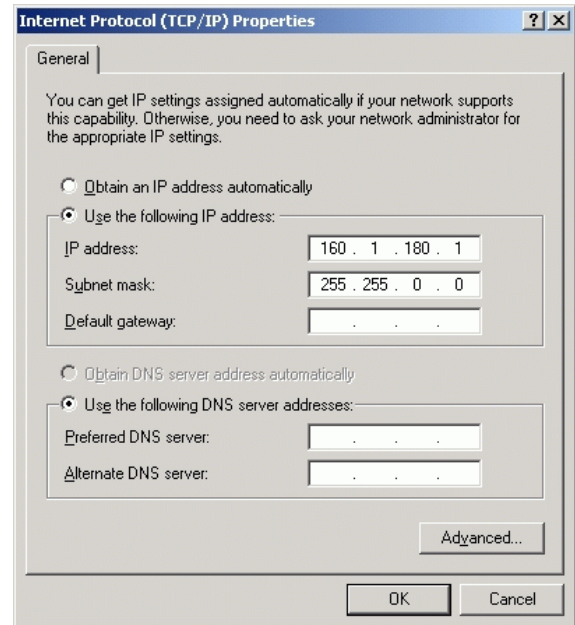 Internet Protocol (TCP/IP) Properties
General
You can get IP settings assigned automatically if your network supports
this capability. Otherwise, you need to ask your network administrator for
the appropriate IP settings.
Obtain an IP address automatically
Use the following IP address:
IP address: 160 . 1 . 180 . 1
Subnet mask: 255 . 255 . 0 . 0
Default gateway: . . .
Obtain DNS server address automatically
Use the following DNS server addresses:
Preferred DNS server: . . .
Alternate DNS server: . . .
Advanced...
OK Cancel